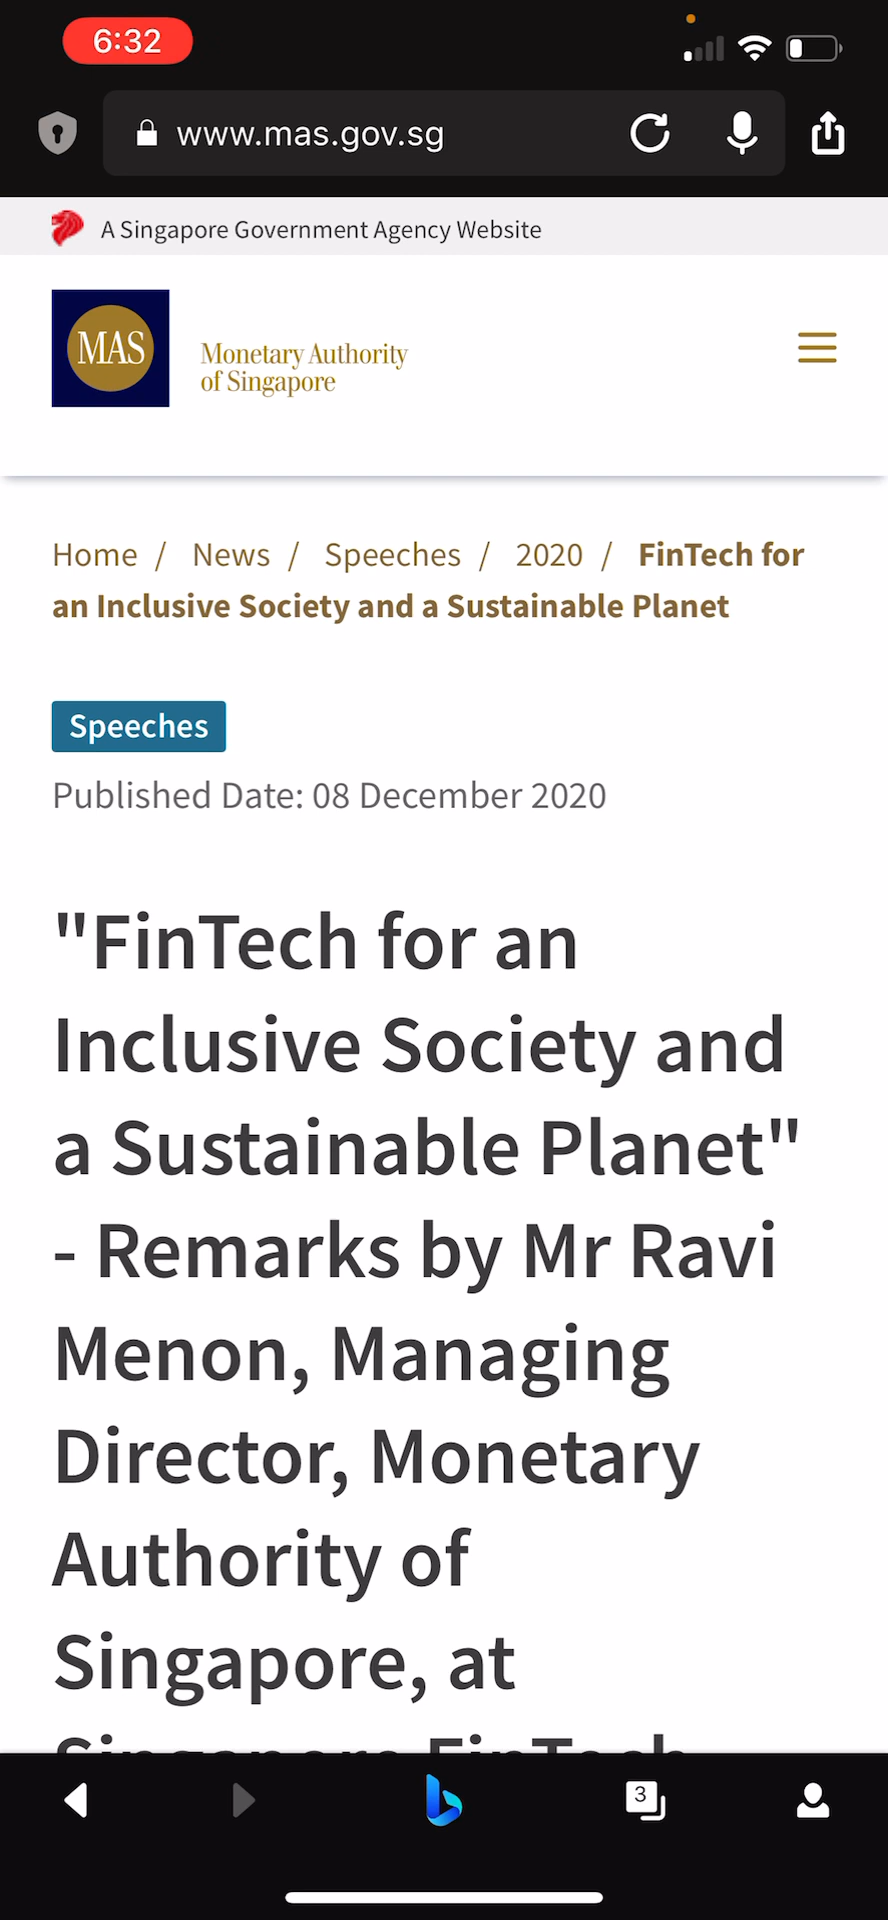 6:32
www.mas.gov.sg
A Singapore Government Agency Website
MAS
Monetary Authority
of Singapore
Home / News / Speeches / 2020 / FinTech for
an Inclusive Society and a Sustainable Planet
Speeches
Published Date: 08 December 2020
"FinTech for an
Inclusive Society and
a Sustainable Planet"
- Remarks by Mr Ravi
Menon, Managing
Director, Monetary
Authority of
Singapore, at
Singapore FinTech
3